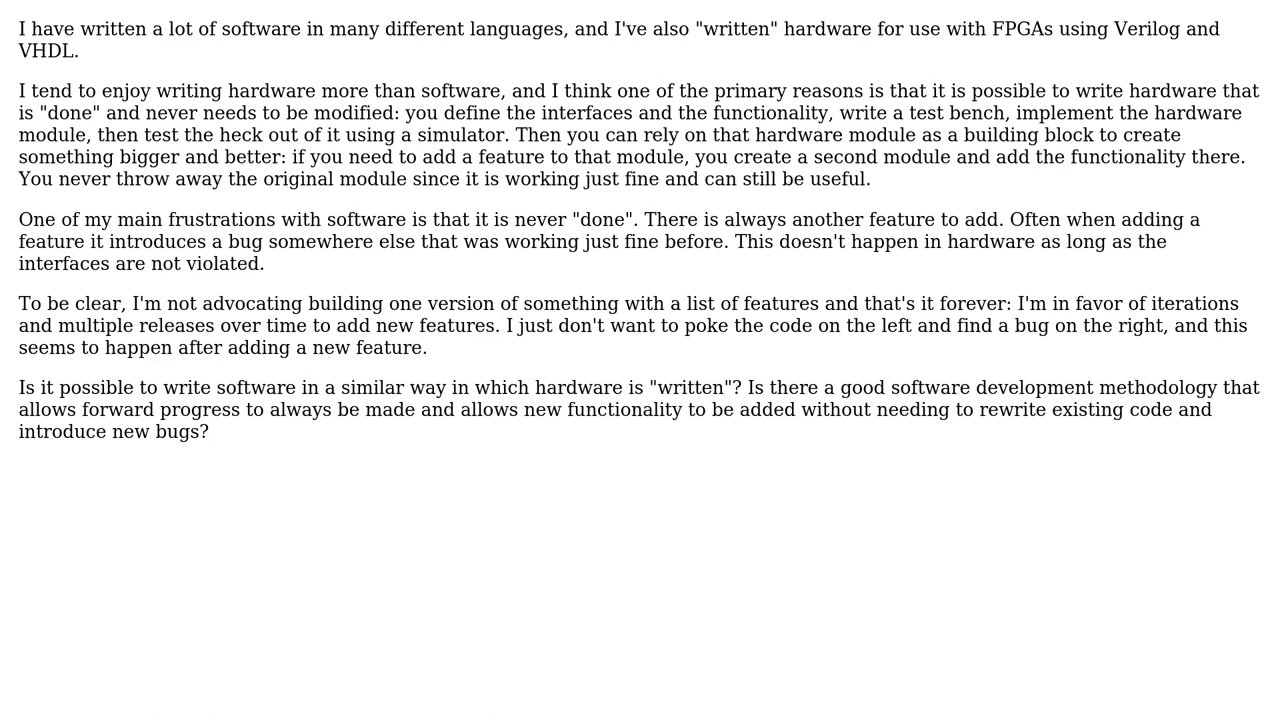 I have written a lot of software in many different languages, and I've also "written" hardware for use with FPGAs using Verilog and
VHDL.
I tend to enjoy writing hardware more than software, and I think one of the primary reasons is that it is possible to write hardware that
is "done" and never needs to be modified: you define the interfaces and the functionality, write a test bench, implement the hardware
module, then test the heck out of it using a simulator. Then you can rely on that hardware module as a building block to create
something bigger and better: if you need to add a feature to that module, you create a second module and add the functionality there.
You never throw away the original module since it is working just fine and can still be useful.
One of my main frustrations with software is that it is never "done". There is always another feature to add. Often when adding a
feature it introduces a bug somewhere else that was working just fine before. This doesn't happen in hardware as long as the
interfaces are not violated.
To be clear, I'm not advocating building one version of something with a list of features and that's it forever: I'm in favor of iterations
and multiple releases over time to add new features. I just don't want to poke the code on the left and find a bug on the right, and this
seems to happen after adding a new feature.
Is it possible to write software in a similar way in which hardware is "written"? Is there a good software development methodology that
allows forward progress to always be made and allows new functionality to be added without needing to rewrite existing code and
introduce new bugs?